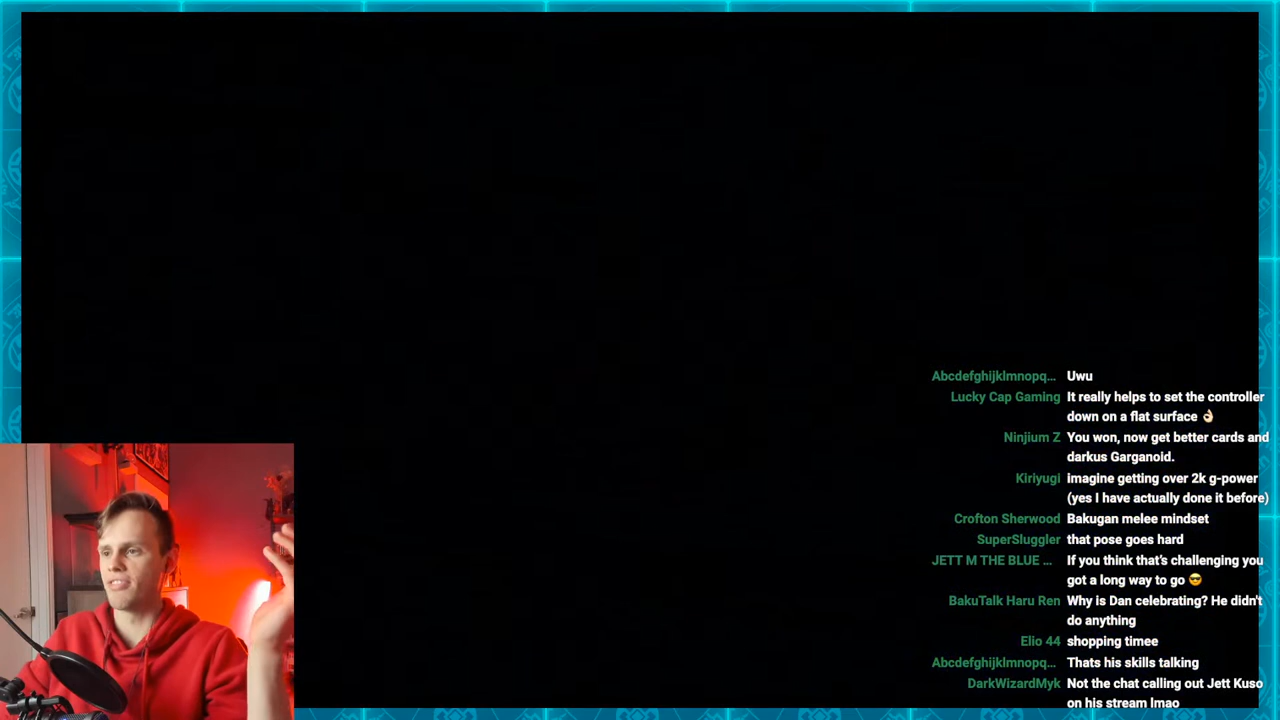 Abcdefghijklmnopq... Uwu
Lucky Cap Gaming It really helps to set the controller
down on a flat surface 👌🏻
Ninjium Z You won, now get better cards and
darkus Garganoid.
Kiriyugi imagine getting over 2k g-power
(yes I have actually done it before)
Crofton Sherwood Bakugan melee mindset
SuperSluggler that pose goes hard
JETT M THE BLUE ... If you think that's challenging you
got a long way to go 😎
BakuTalk Haru Ren Why is Dan celebrating? He didn't
do anything
Elio 44 shopping timee
Abcdefghijklmnopq... Thats his skills talking
DarkWizardMyk Not the chat calling out Jett Kuso
on his stream lmao